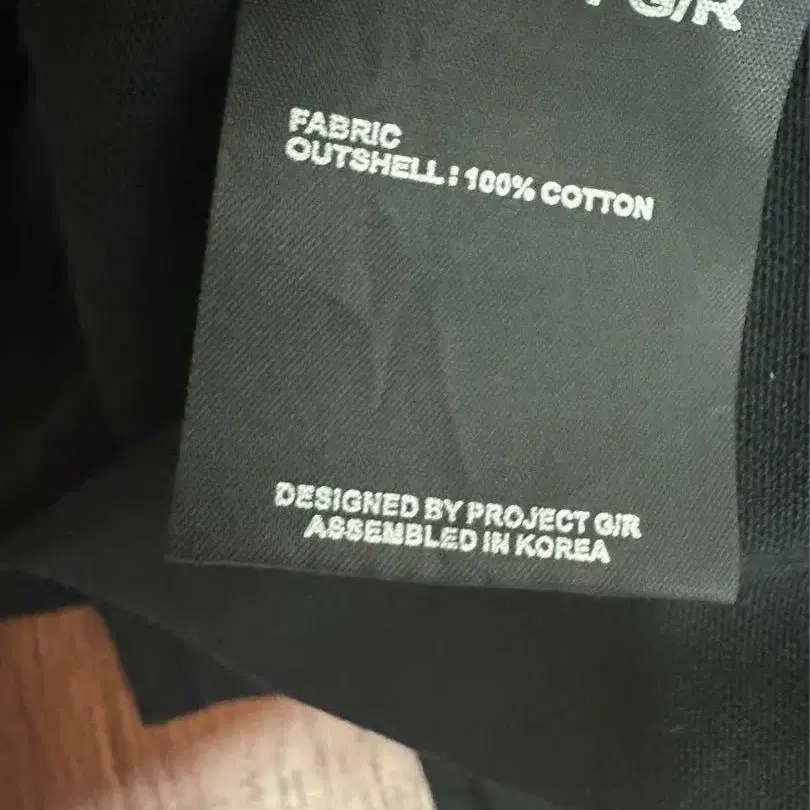 G/R
FABRIC
OUTSHELL : 100% COTTON
DESIGNED BY PROJECT G/R
ASSEMBLED IN KOREA